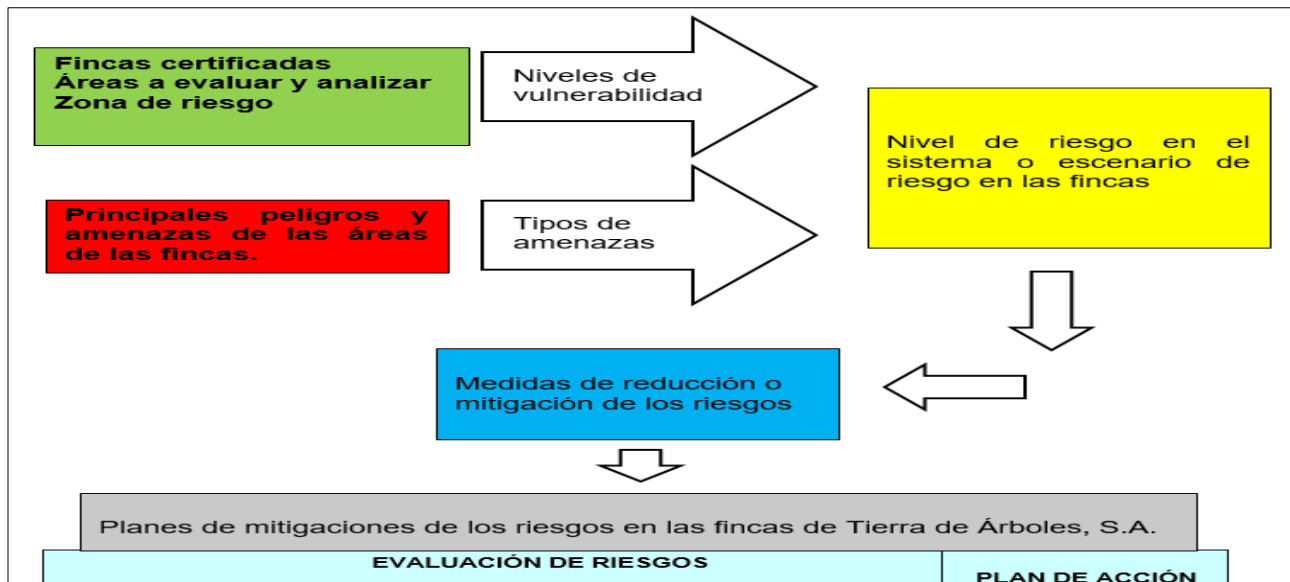 Fincas certificadas
Áreas a evaluar y analizar
Zona de riesgo
Niveles de
vulnerabilidad
Nivel de riesgo en el
sistema o escenario de
riesgo en las fincas
Principales peligros y
amenazas de las áreas
de las fincas.
Tipos de
amenazas
Medidas de reducción o
mitigación de los riesgos
Planes de mitigaciones de los riesgos en las fincas de Tierra de Árboles, S.A.
EVALUACIÓN DE RIESGOS
PLAN DE ACCIÓN